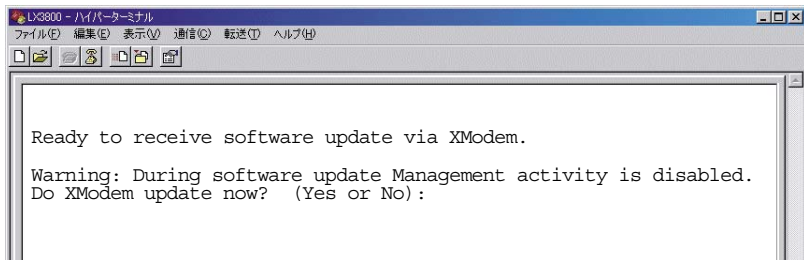 LX3800 - ハイパーターミナル
ファイル(F) 編集(E) 表示(V) 通信(C) 転送(T) ヘルプ(H)
Ready to receive software update via XModem.
Warning: During software update Management activity is disabled.
Do XModem update now? (Yes or No):